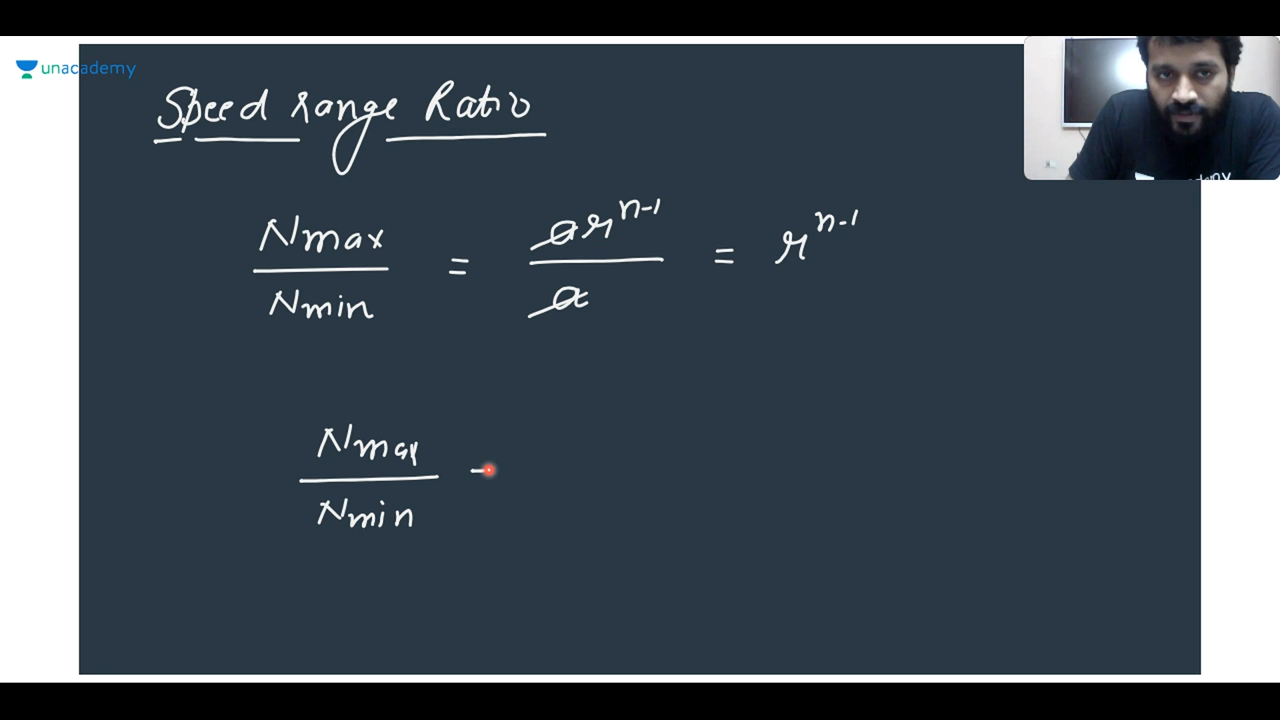 unacademy
Speed range Ratio
Nmax / Nmin = ar^n-1 / a = r^n-1
Nmax / Nmin -